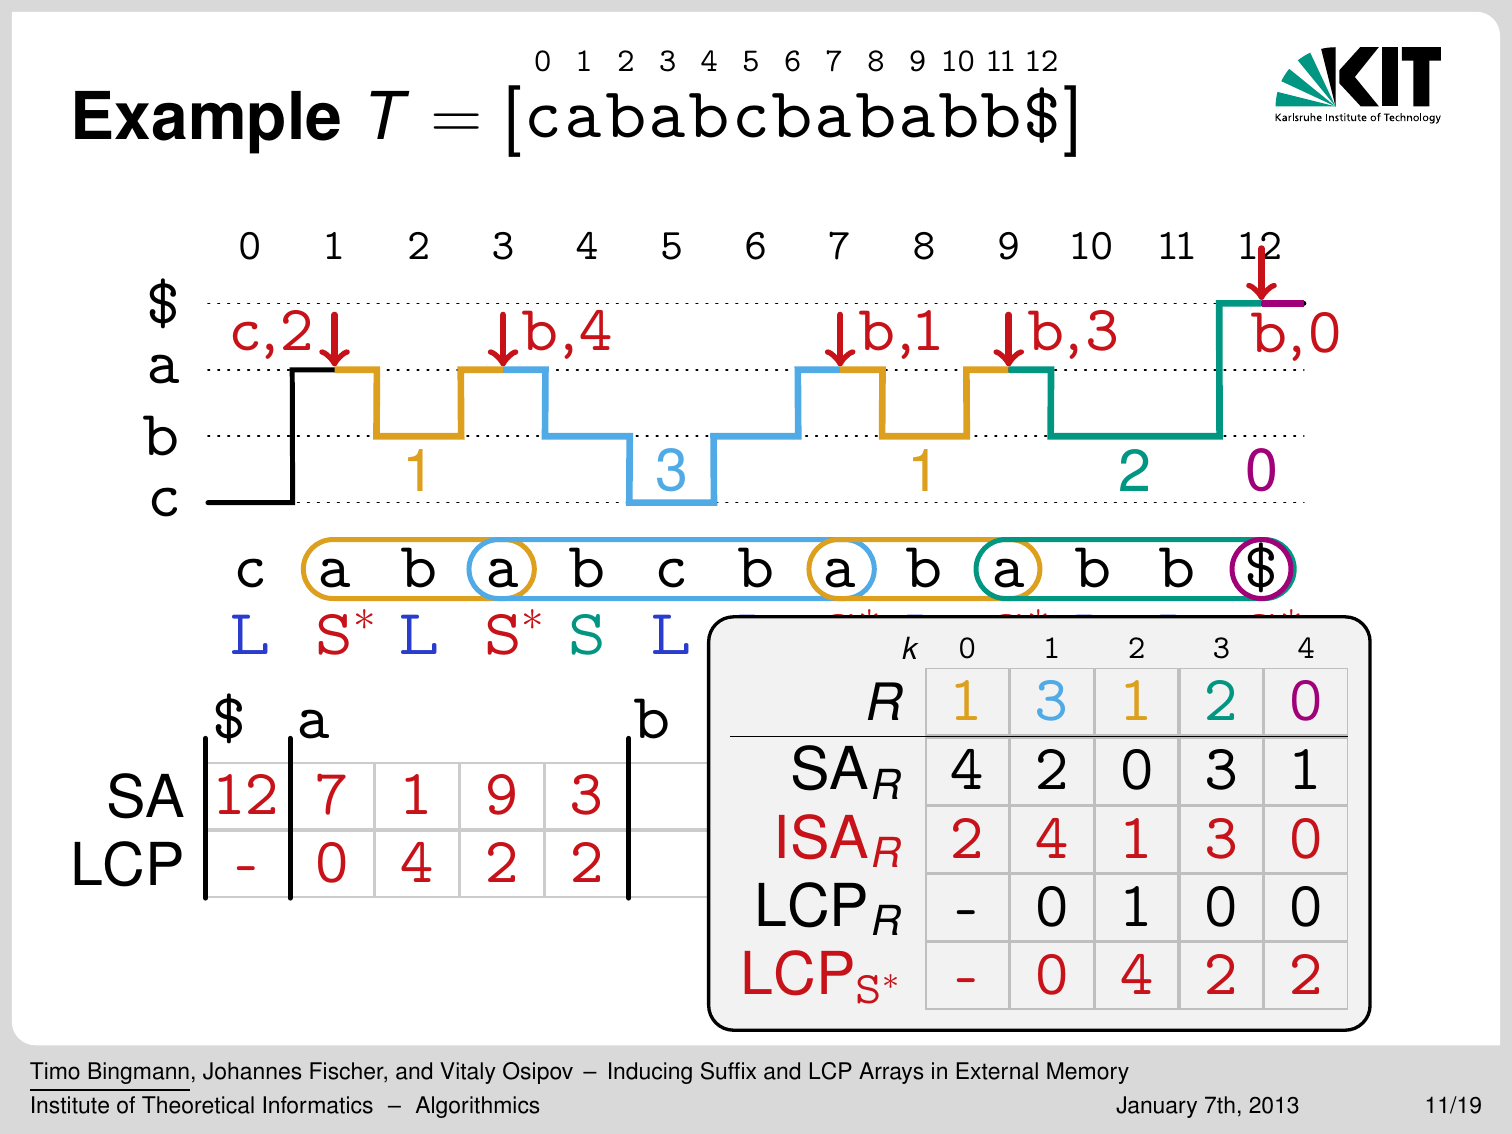 0 1 2 3 4 5 6 7 8 9 10 11 12
Example T = [cababcbababb$]
KIT
Karlsruhe Institute of Technology
0 1 2 3 4 5 6 7 8 9 10 11 12
$
c,2 b,4 b,1 b,3 b,0
a
b
1 3 1 2 0
c
c a b a b c b a b a b b $
L S* L S* S L
k 0 1 2 3 4
R 1 3 1 2 0
$ a b
SA 12 7 1 9 3
LCP - 0 4 2 2
SA_R 4 2 0 3 1
ISA_R 2 4 1 3 0
LCP_R - 0 1 0 0
LCP_S* - 0 4 2 2
Timo Bingmann, Johannes Fischer, and Vitaly Osipov – Inducing Suffix and LCP Arrays in External Memory
Institute of Theoretical Informatics – Algorithmics January 7th, 2013 11/19